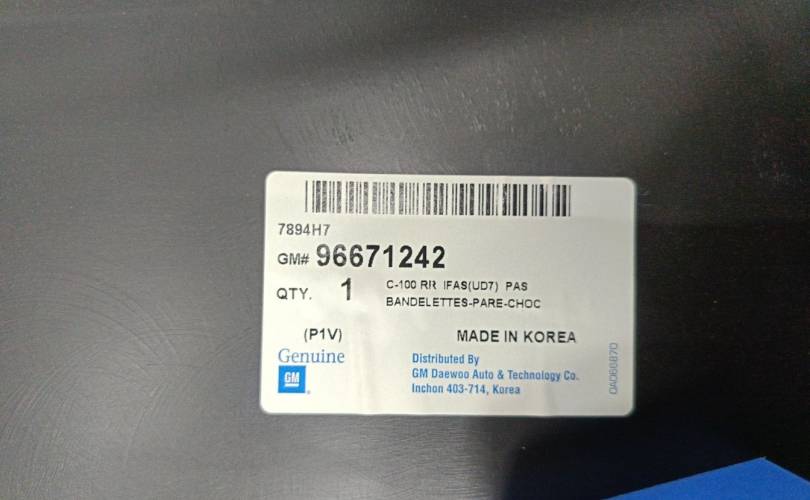 7894H7
GM# 96671242
QTY. 1
C-100 RR IFAS(UD7) PAS
BANDELETTES-PARE-CHOC
(P1V)
MADE IN KOREA
Genuine
GM
Distributed By
GM Daewoo Auto & Technology Co.
Inchon 403-714, Korea
0A066870